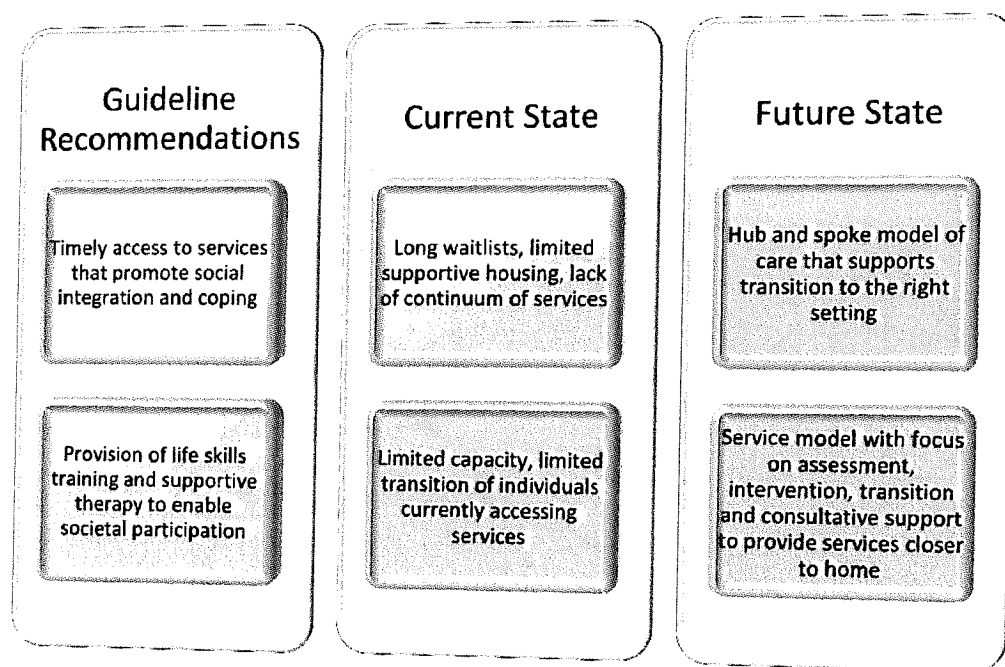 Guideline
Recommendations
Timely access to services
that promote social
integration and coping
Provision of life skills
training and supportive
therapy to enable
societal participation
Current State
Long waitlists, limited
supportive housing, lack
of continuum of services
Limited capacity, limited
transition of individuals
currently accessing
services
Future State
Hub and spoke model of
care that supports
transition to the right
setting
Service model with focus
on assessment,
intervention, transition
and consultative support
to provide services closer
to home